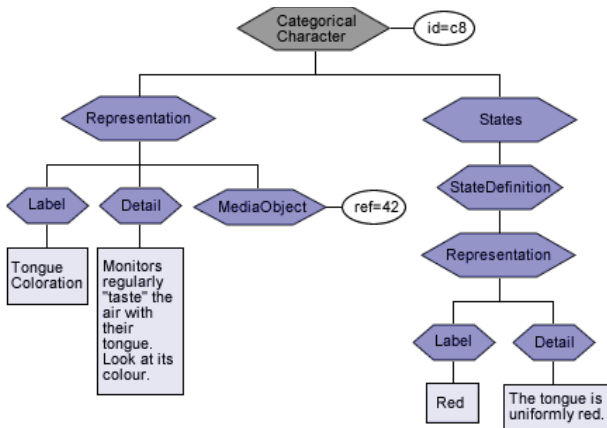 Categorical
Character
id=c8
Representation
States
Label
Detail
MediaObject
ref=42
StateDefinition
Tongue
Coloration
Monitors
regularly
"taste" the
air with
their
tongue.
Look at its
colour.
Representation
Label
Detail
Red
The tongue is
uniformly red.